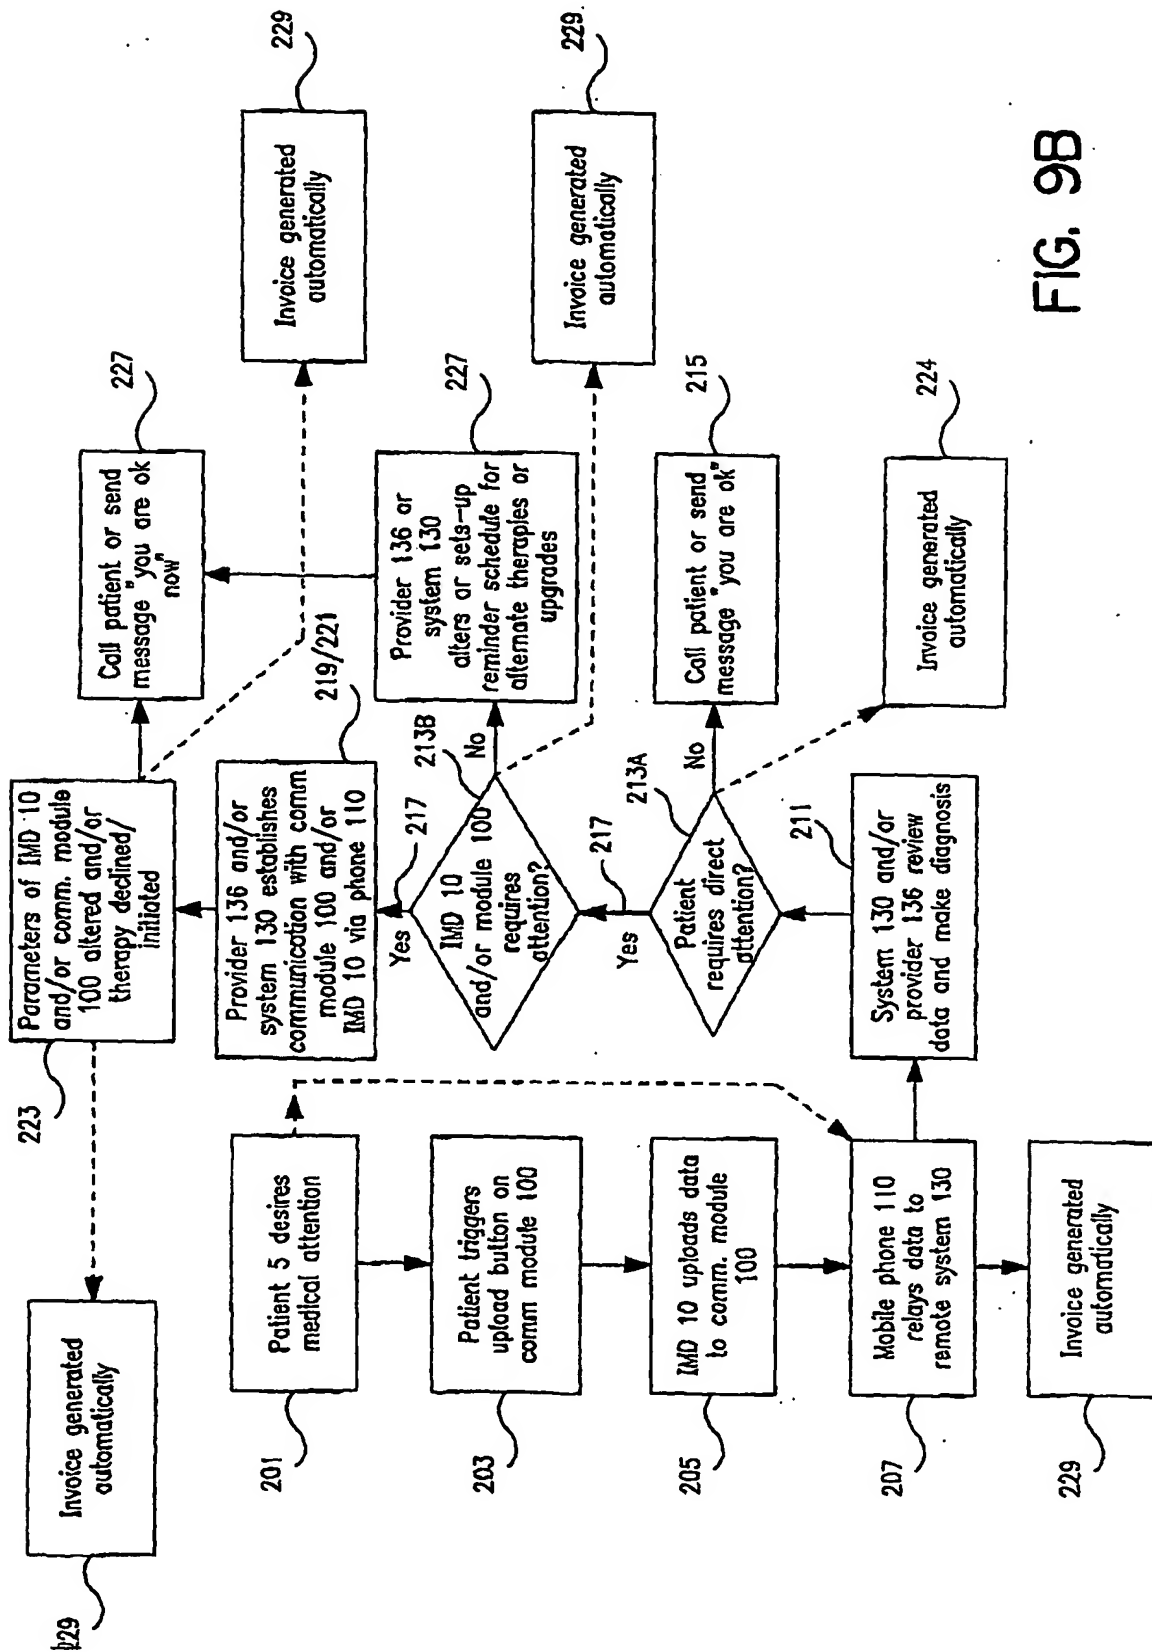 Patient 5 desires
medical attention
201
Patient triggers
upload button on
comm module 100
203
IMD 10 uploads data
to comm. module
100
205
Mobile phone 110
relays data to
remote system 130
207
Invoice generated
automatically
229
System 130 and/or
provider 136 review
data and make diagnosis
211
Patient
requires direct
attention?
213A
No
Call patient or send
message "you are ok"
215
Invoice generated
automatically
224
Yes
217
IMD 10
and/or module 100
requires
attention?
213B
No
Provider 136 or
system 130
alters or sets-up
reminder schedule for
alternate therapies or
upgrades
227
Invoice generated
automatically
229
Yes
217
Provider 136 and/or
system 130 establishes
communication with comm
module 100 and/or
IMD 10 via phone 110
219/221
Parameters of IMD 10
and/or comm. module
100 altered and/or
therapy declined/
initiated
223
Call patient or send
message "you are ok
now"
227
Invoice generated
automatically
229
Invoice generated
automatically
229
FIG. 9B